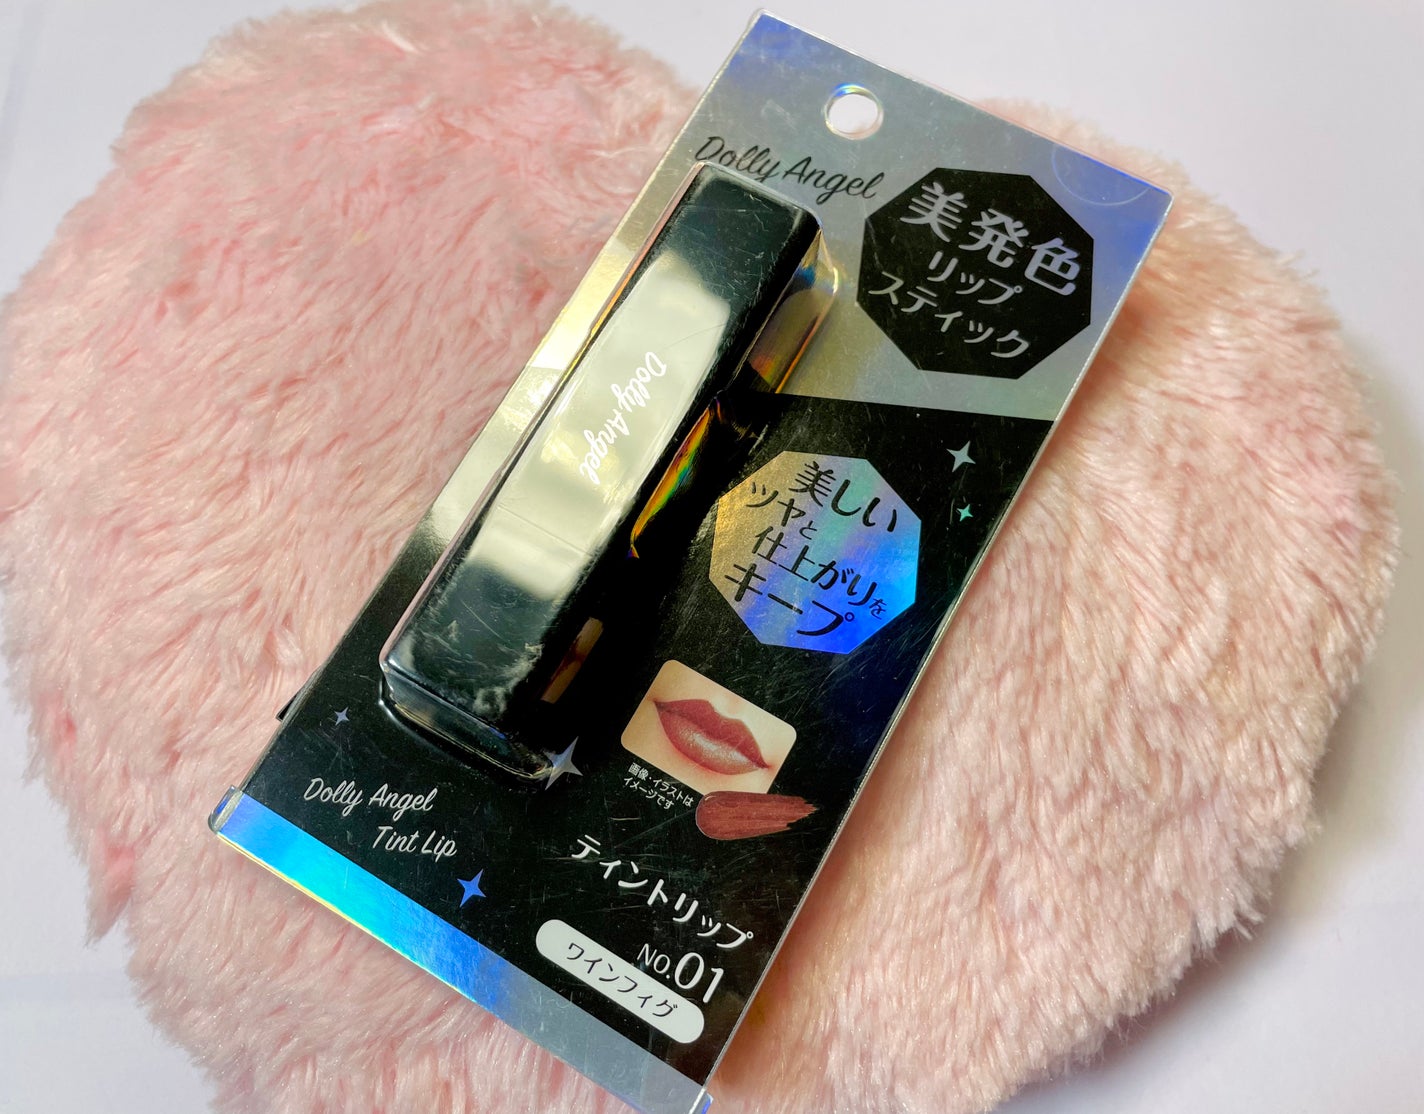 Dolly Angel
美発色
リップ
スティック
Dolly Angel
美しい
ツヤと
仕上がりを
キープ
画像・イラストは
イメージです
Dolly Angel
Tint Lip
ティントリップ
NO.01
ワインフィグ